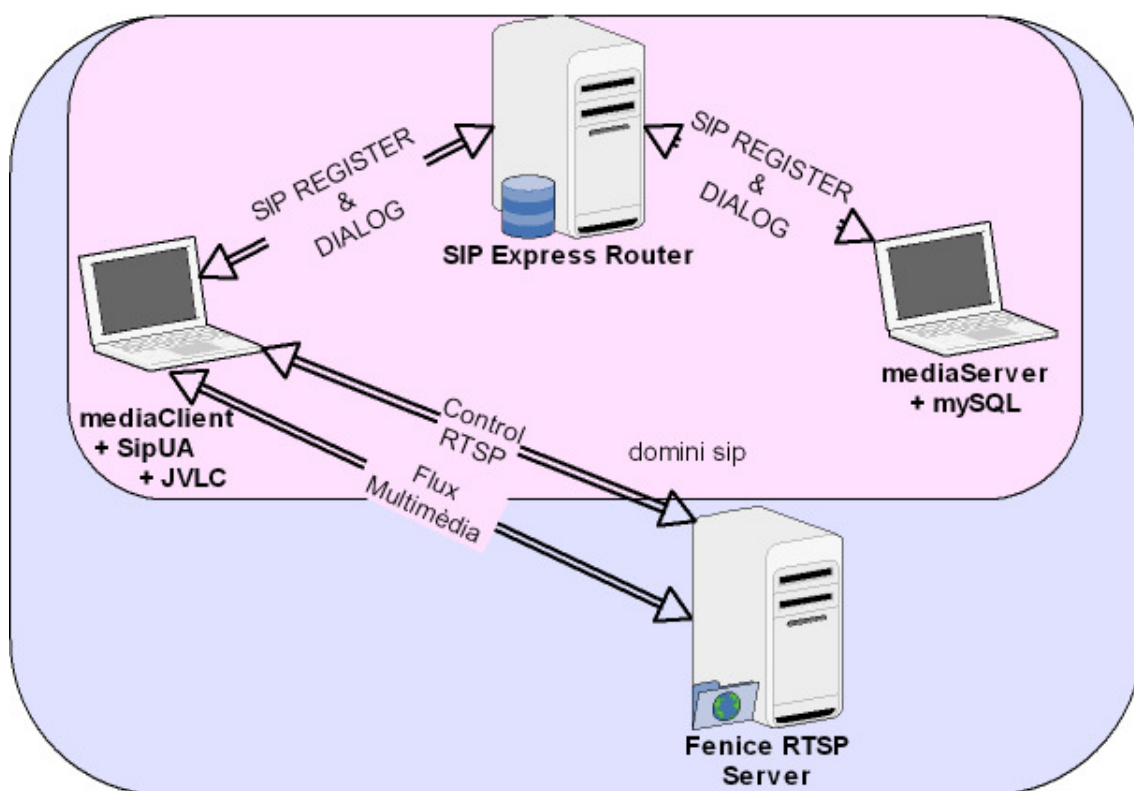 SIP REGISTER
&
DIALOG
SIP REGISTER
&
DIALOG
SIP Express Router
mediaClient
+ SipUA
+ JVLC
mediaServer
+ mySQL
Control
RTSP
domini sip
Flux
Multimèdia
Fenice RTSP
Server